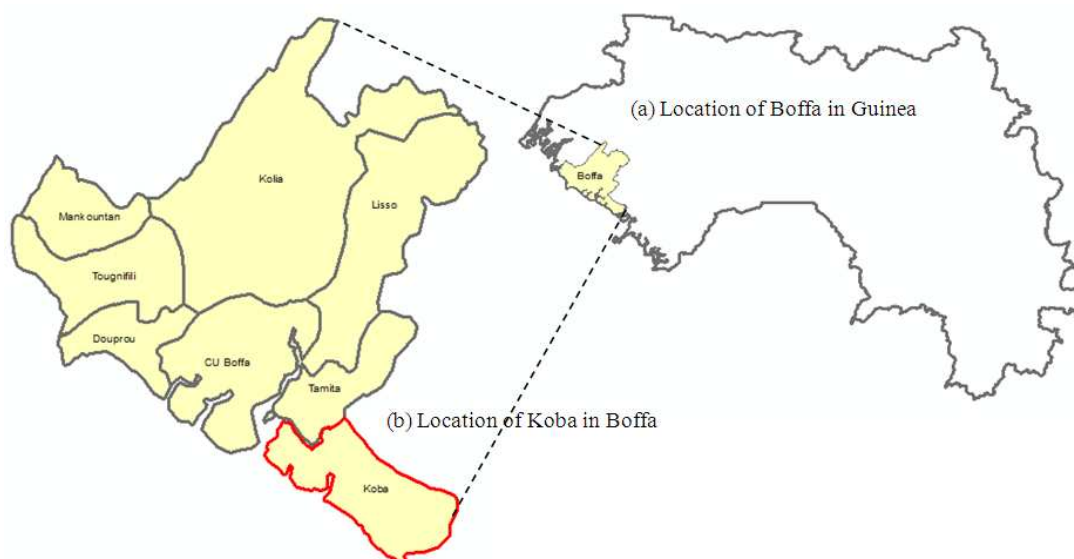 (a) Location of Boffa in Guinea
Boffa
Kolia
Lisso
Mankountan
Tougnifili
Douprou
CU Boffa
Tamita
(b) Location of Koba in Boffa
Koba